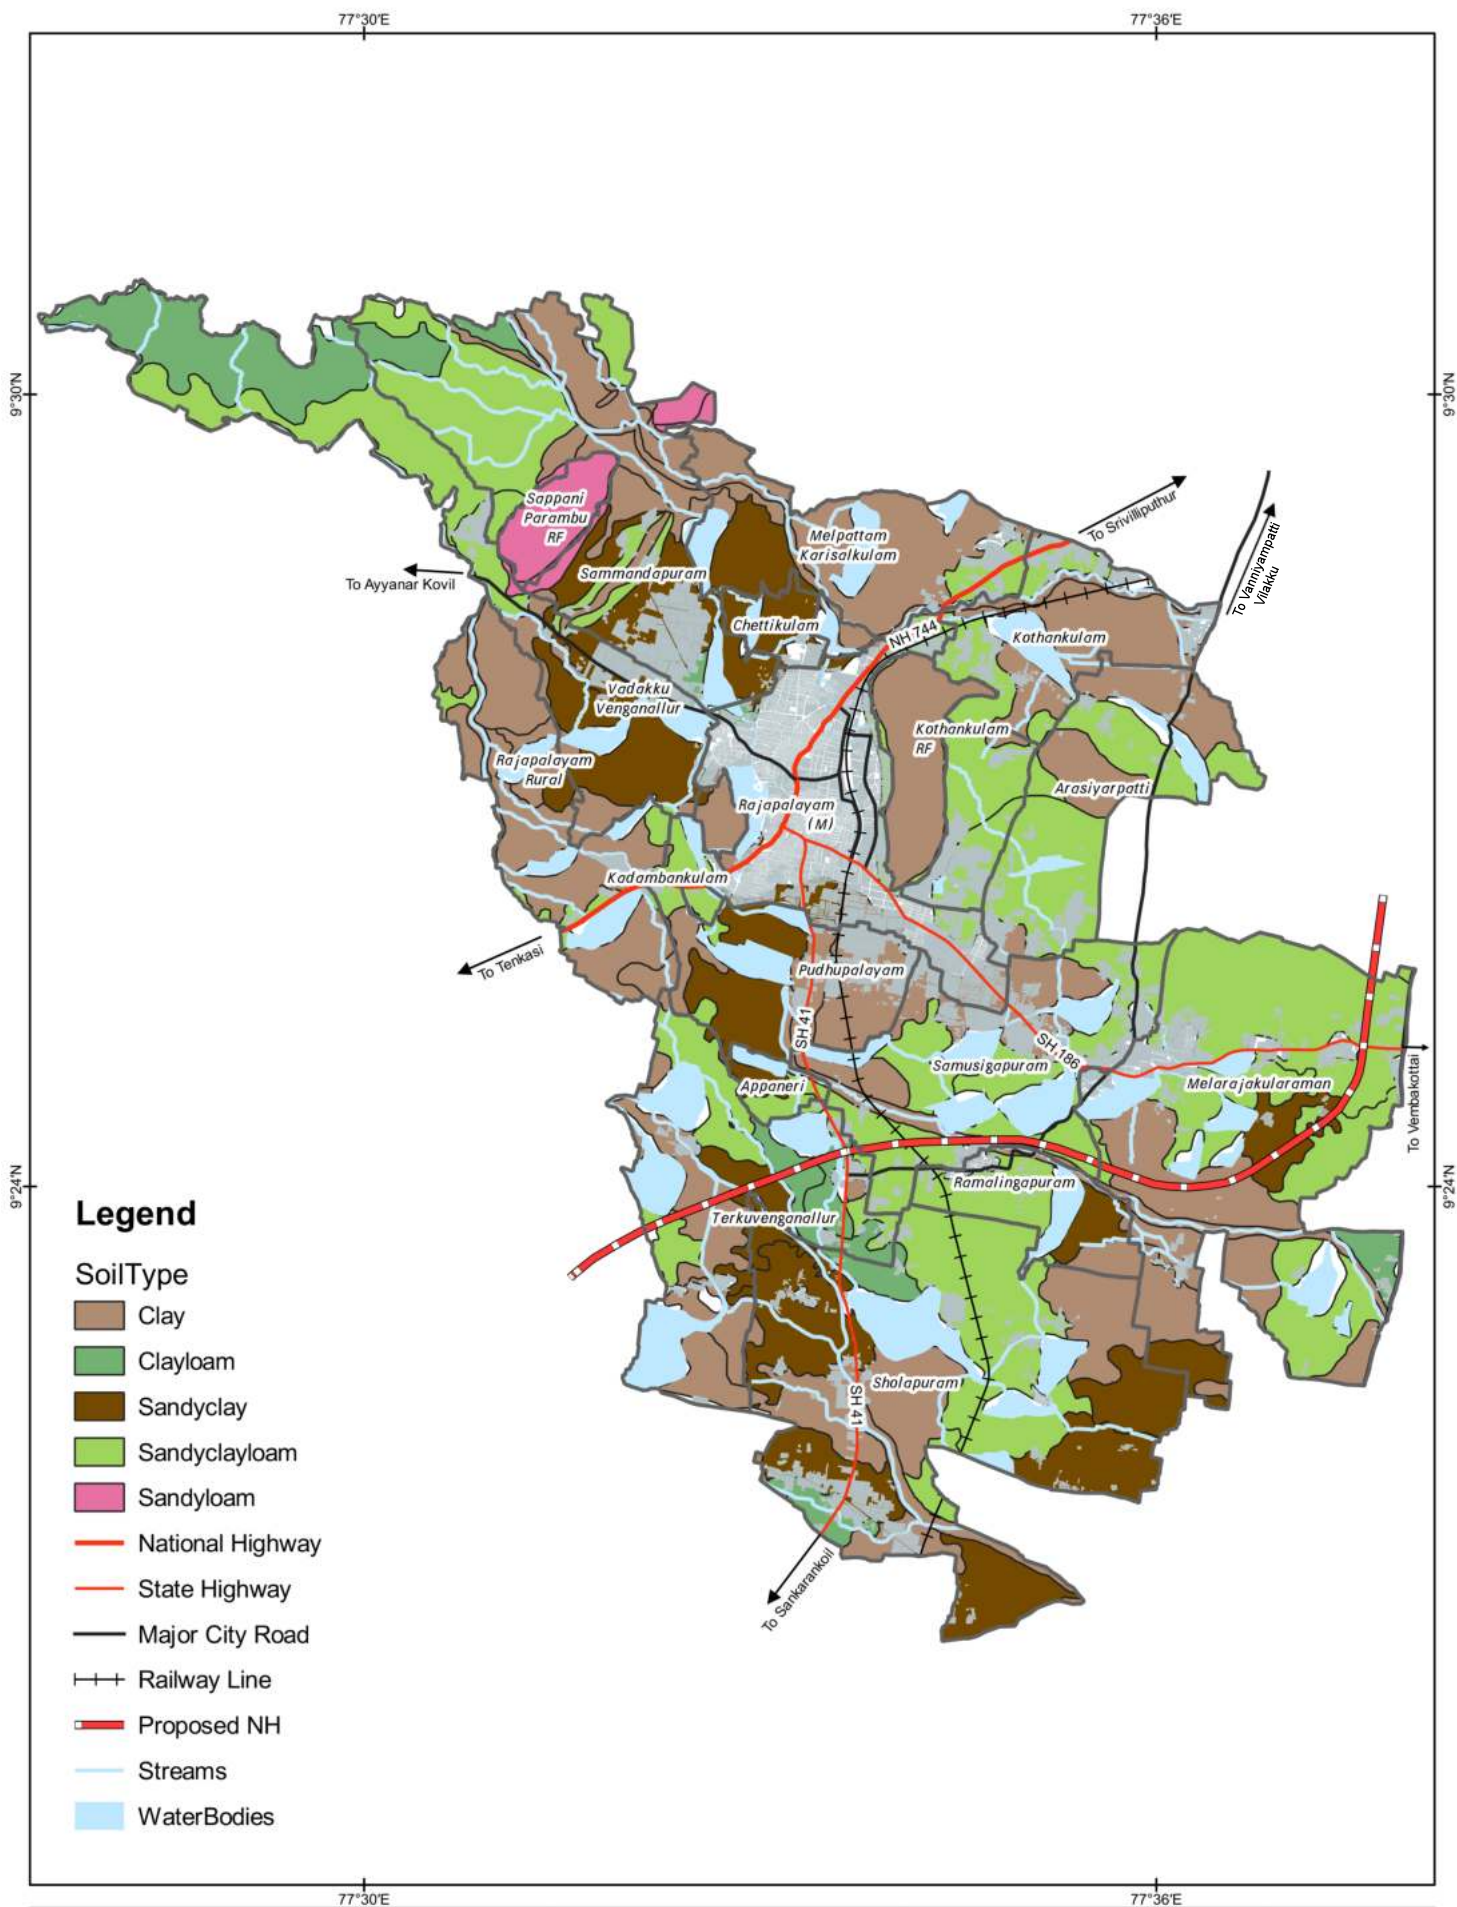 77°30'E
77°36'E
9°30'N
9°30'N
Sappani
Parambu
RF
Melpattam
Karisalkulam
To Srivilliputhur
To Vanniyampatti
Vilakku
To Ayyanar Kovil
Sammandapuram
Chettikulam
NH 744
Kothankulam
Vadakku
Venganallur
Kothankulam
RF
Rajapalayam
Rural
Arasiyarpatti
Rajapalayam
(M)
Kadambankulam
To Tenkasi
Pudhupalayam
SH 41
SH 186
Samusigapuram
Appaneri
Melarajakularaman
To Vembakottai
Ramalingapuram
9°24'N
9°24'N
Terkuvenganallur
Sholapuram
SH 41
To Sankarankoil
Legend
SoilType
Clay
Clayloam
Sandyclay
Sandyclayloam
Sandyloam
National Highway
State Highway
Major City Road
Railway Line
Proposed NH
Streams
WaterBodies
77°30'E
77°36'E